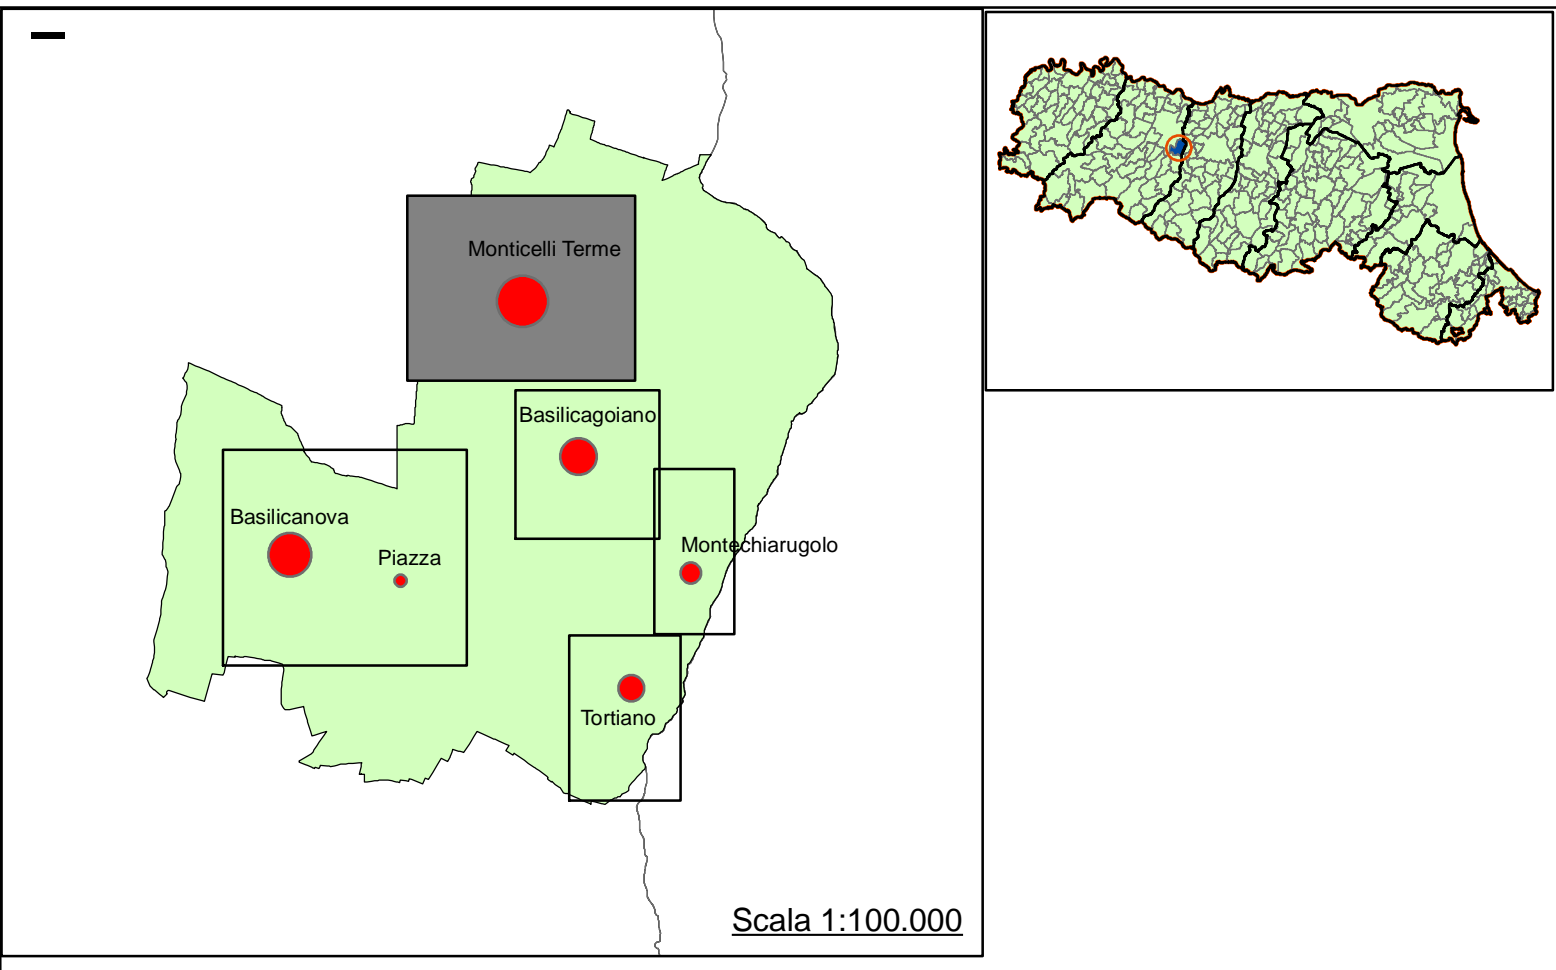 Monticelli Terme
Basilicagoiano
Basilicanova
Montechiarugolo
Piazza
Tortiano
Scala 1:100.000